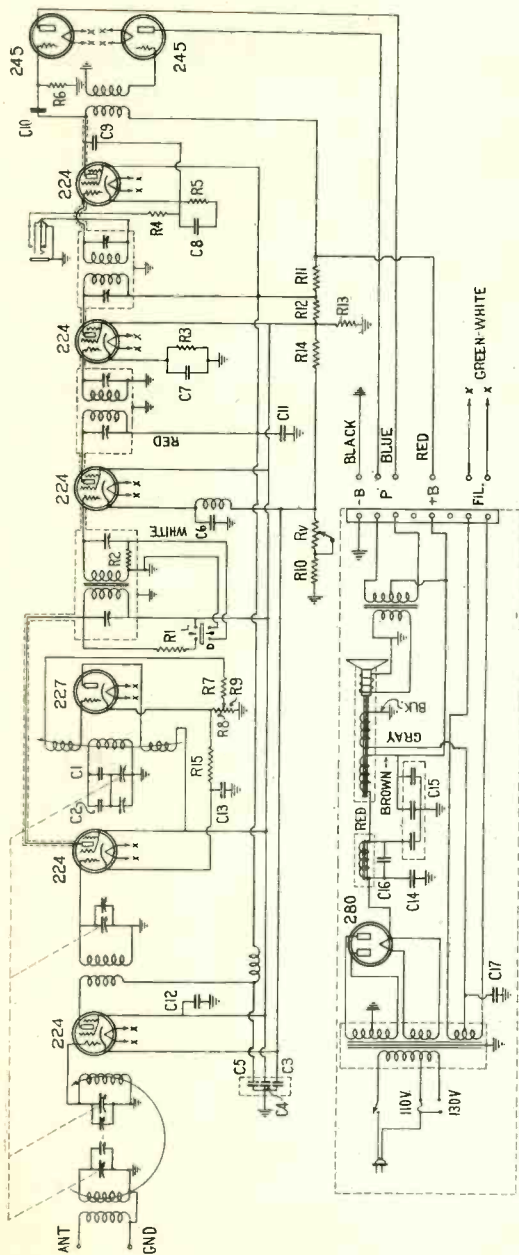 ANT
GND
224
C5
C4
C3
C12
224
C2
C1
227
R15
C13
R7
R8
R9
R1
L
D
R2
WHITE
224
C6
RED
C11
224
C7
R3
224
R4
C8
R5
C9
C10
R6
245
245
R10
RV
R14
R12
R11
R13
110V.
130V
280
C17
C14
C16
RED
BROWN
C15
GRAY
BLK.
-B
BLACK
P
BLUE
+B
RED
FIL.
X
X
GREEN-WHITE